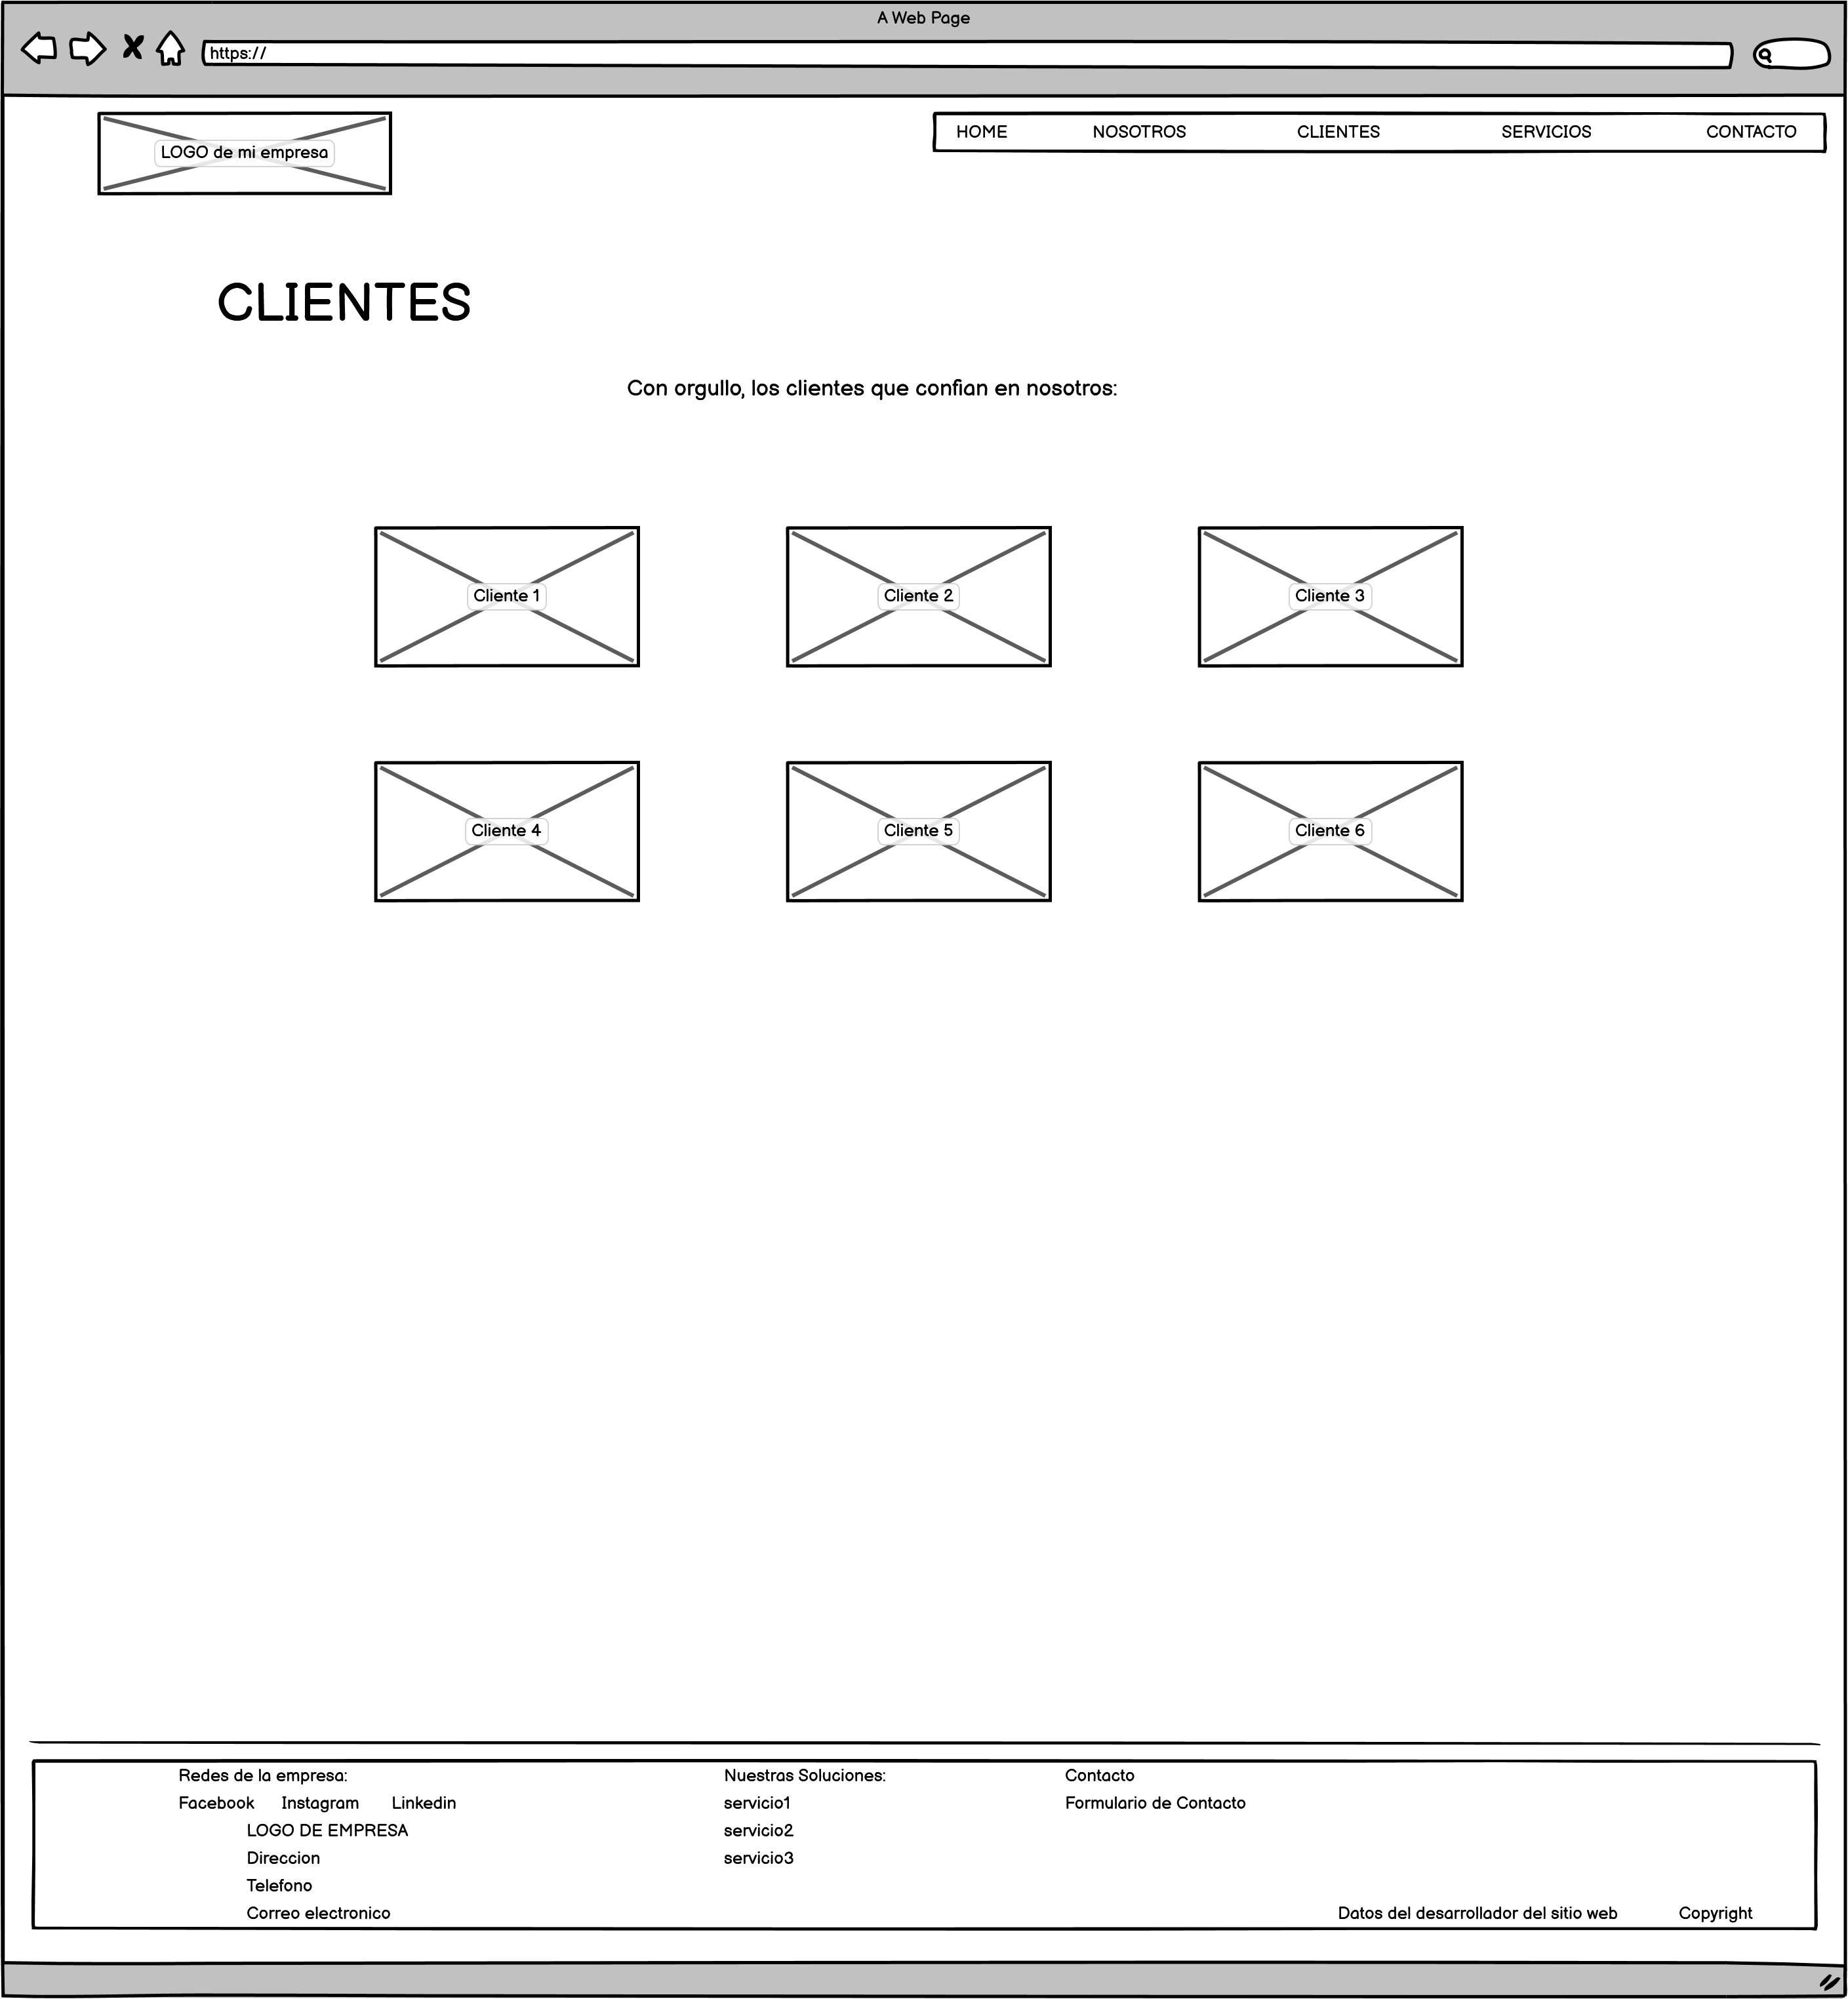 A Web Page
https://
LOGO de mi empresa
HOME NOSOTROS CLIENTES SERVICIOS CONTACTO
CLIENTES
Con orgullo, los clientes que confian en nosotros:
Cliente 1 Cliente 2 Cliente 3
Cliente 4 Cliente 5 Cliente 6
Redes de la empresa: Nuestras Soluciones: Contacto
Facebook Instagram Linkedin servicio1 Formulario de Contacto
LOGO DE EMPRESA servicio2
Direccion servicio3
Telefono
Correo electronico Datos del desarrollador del sitio web Copyright